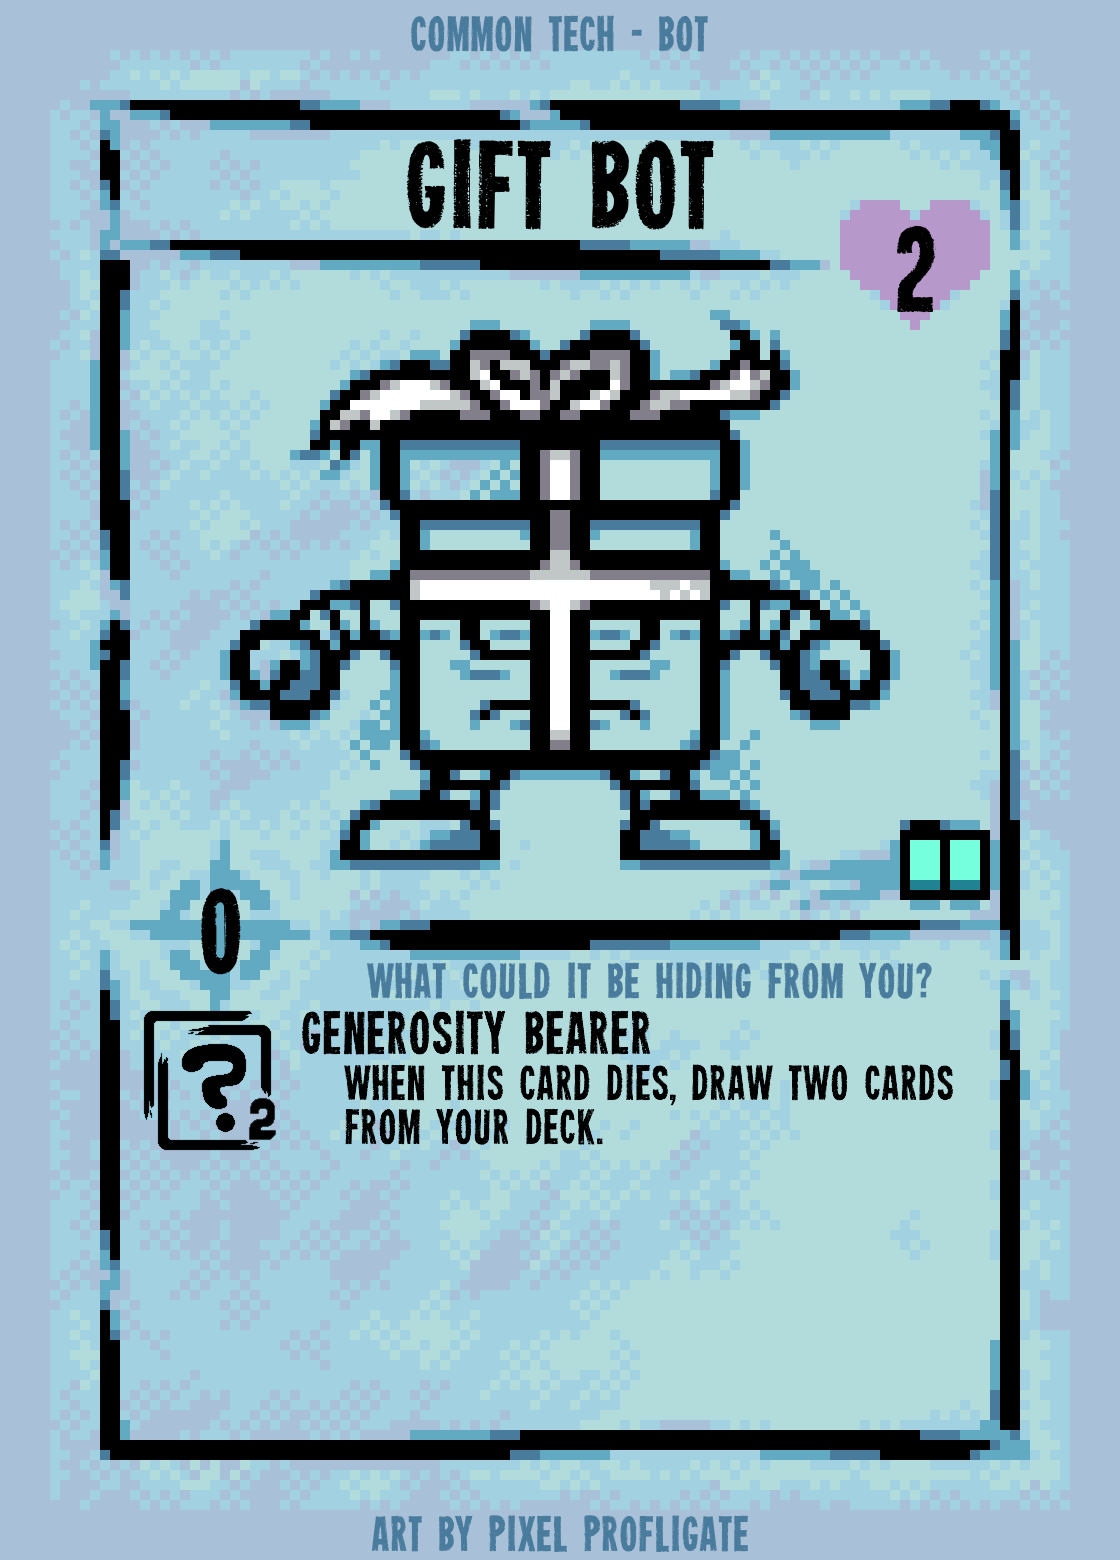 COMMON TECH - BOT
GIFT BOT
2
0
WHAT COULD IT BE HIDING FROM YOU?
GENEROSITY BEARER
?2
WHEN THIS CARD DIES, DRAW TWO CARDS
FROM YOUR DECK.
ART BY PIXEL PROFLIGATE